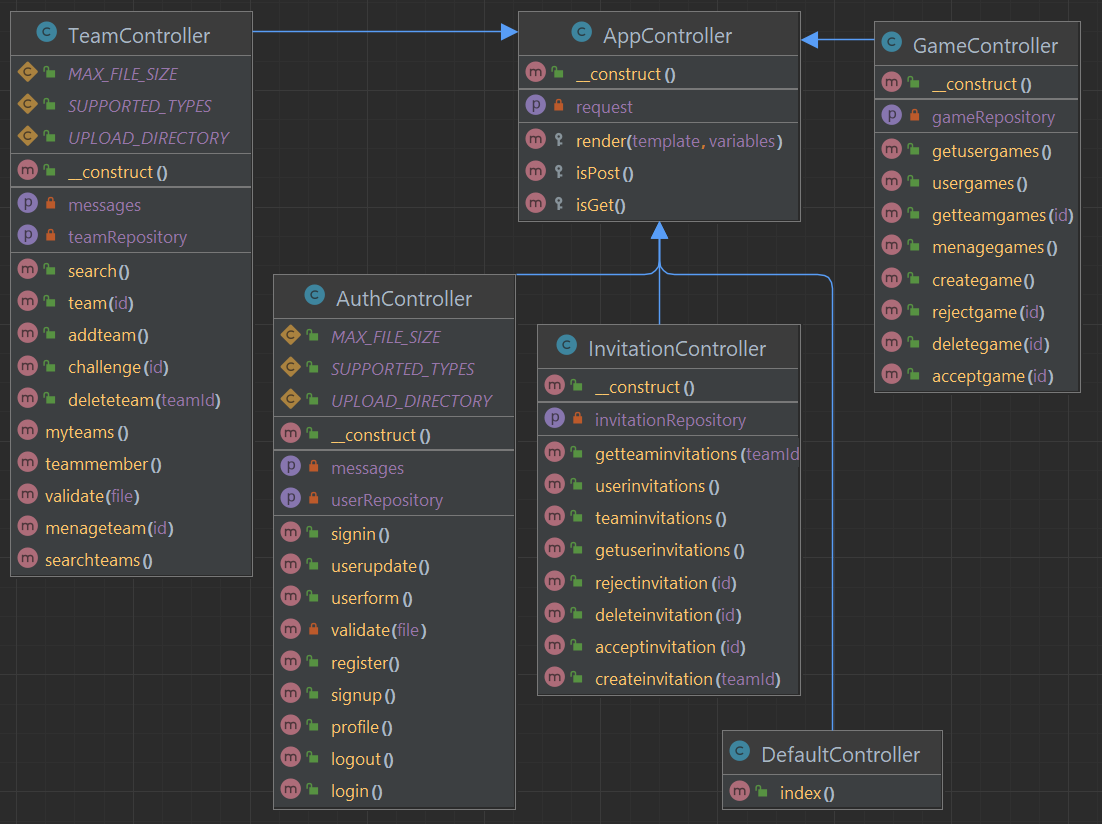 TeamController
MAX_FILE_SIZE
SUPPORTED_TYPES
UPLOAD_DIRECTORY
__construct()
messages
teamRepository
search()
team(id)
addteam()
challenge(id)
deleteteam(teamId)
myteams()
teammember()
validate(file)
menageteam(id)
searchteams()
AppController
__construct()
request
render(template, variables)
isPost()
isGet()
GameController
__construct()
gameRepository
getusergames()
usergames()
getteamgames(id)
menagegames()
creategame()
rejectgame(id)
deletegame(id)
acceptgame(id)
AuthController
MAX_FILE_SIZE
SUPPORTED_TYPES
UPLOAD_DIRECTORY
__construct()
messages
userRepository
signin()
userupdate()
userform()
validate(file)
register()
signup()
profile()
logout()
login()
InvitationController
__construct()
invitationRepository
getteaminvitations(teamId
userinvitations()
teaminvitations()
getuserinvitations()
rejectinvitation(id)
deleteinvitation(id)
acceptinvitation(id)
createinvitation(teamId)
DefaultController
index()